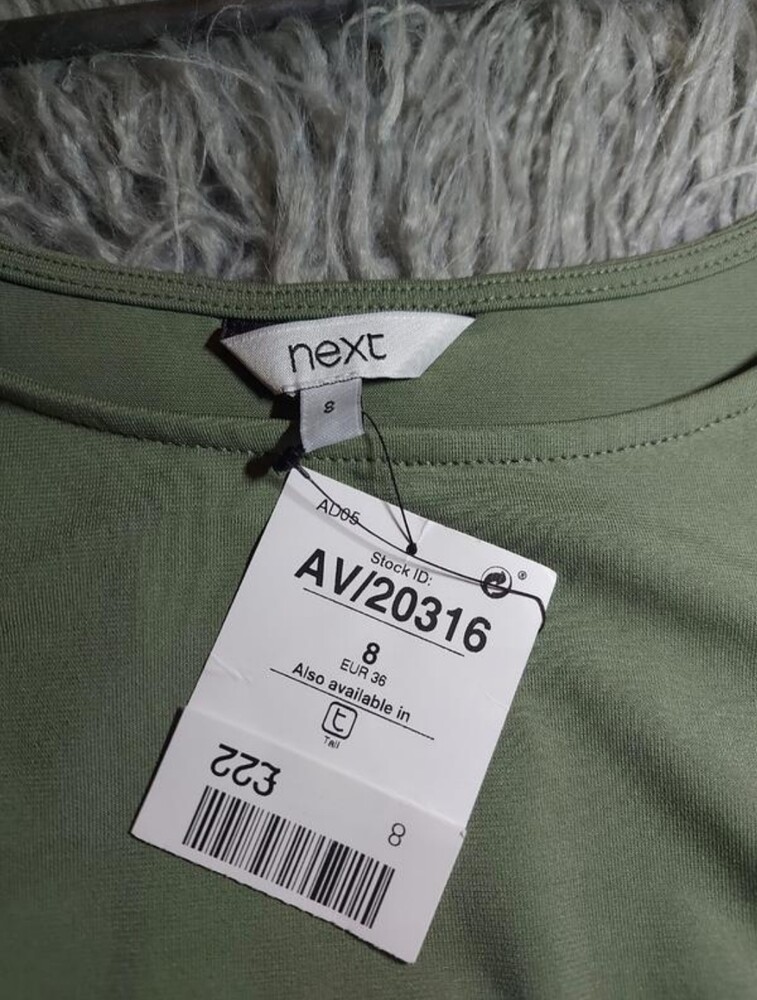 next
8
AD05
Stock ID:
AV/20316
8
EUR 36
Also available in
t
Tall
£22
8